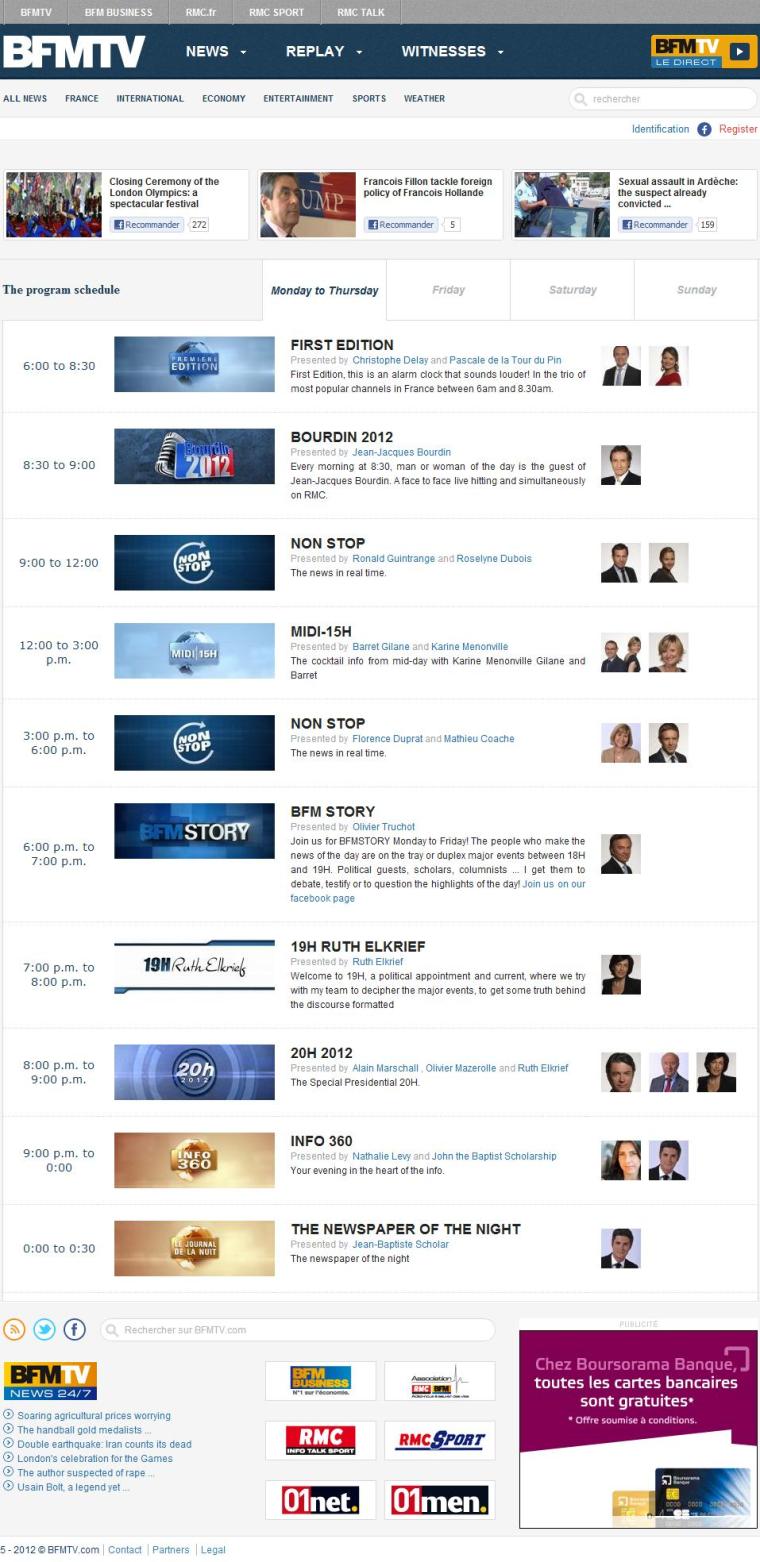 BFMTV BFM BUSINESS RMC.fr RMC SPORT RMC TALK
BFMTV NEWS REPLAY WITNESSES BFMTV
LE DIRECT
ALL NEWS FRANCE INTERNATIONAL ECONOMY ENTERTAINMENT SPORTS WEATHER rechercher
Identification Register
Closing Ceremony of the
London Olympics: a
spectacular festival
Recommander 272
UMP
Francois Fillon tackle foreign
policy of Francois Hollande
Recommander 5
Sexual assault in Ardèche:
the suspect already
convicted ...
Recommander 159
The program schedule Monday to Thursday Friday Saturday Sunday
6:00 to 8:30
PREMIERE
EDITION
FIRST EDITION
Presented by Christophe Delay and Pascale de la Tour du Pin
First Edition, this is an alarm clock that sounds louder! In the trio of
most popular channels in France between 6am and 8.30am.
8:30 to 9:00
Bourdin
2012
BOURDIN 2012
Presented by Jean-Jacques Bourdin
Every morning at 8:30, man or woman of the day is the guest of
Jean-Jacques Bourdin. A face to face live hitting and simultaneously
on RMC.
9:00 to 12:00
NON
STOP
NON STOP
Presented by Ronald Guintrange and Roselyne Dubois
The news in real time.
12:00 to 3:00
p.m.
MIDI|15H
MIDI-15H
Presented by Barret Gilane and Karine Menonville
The cocktail info from mid-day with Karine Menonville Gilane and
Barret
3:00 p.m. to
6:00 p.m.
NON
STOP
NON STOP
Presented by Florence Duprat and Mathieu Coache
The news in real time.
6:00 p.m. to
7:00 p.m.
BFMSTORY
BFM STORY
Presented by Olivier Truchot
Join us for BFMSTORY Monday to Friday! The people who make the
news of the day are on the tray or duplex major events between 18H
and 19H. Political guests, scholars, columnists ... I get them to
debate, testify or to question the highlights of the day! Join us on our
facebook page
7:00 p.m. to
8:00 p.m.
19H Ruth Elkrief
19H RUTH ELKRIEF
Presented by Ruth Elkrief
Welcome to 19H, a political appointment and current, where we try
with my team to decipher the major events, to get some truth behind
the discourse formatted
8:00 p.m. to
9:00 p.m.
20h
2012
20H 2012
Presented by Alain Marschall , Olivier Mazerolle and Ruth Elkrief
The Special Presidential 20H.
9:00 p.m. to
0:00
INFO
360
INFO 360
Presented by Nathalie Levy and John the Baptist Scholarship
Your evening in the heart of the info.
0:00 to 0:30
LE JOURNAL
DE LA NUIT
THE NEWSPAPER OF THE NIGHT
Presented by Jean-Baptiste Scholar
The newspaper of the night
Rechercher sur BFMTV.com
BFMTV
NEWS 24/7
Soaring agricultural prices worrying
The handball gold medalists ...
Double earthquake: Iran counts its dead
London's celebration for the Games
The author suspected of rape ...
Usain Bolt, a legend yet ...
BFM
BUSINESS
N°1 sur l'économie.
Association
RMC BFM
RMC
INFO TALK SPORT
RMC SPORT
01net.
01men.
PUBLICITÉ
Chez Boursorama Banque,
toutes les cartes bancaires
sont gratuites*
* Offre soumise à conditions.
Boursorama
Banque
5 - 2012 © BFMTV.com Contact Partners Legal